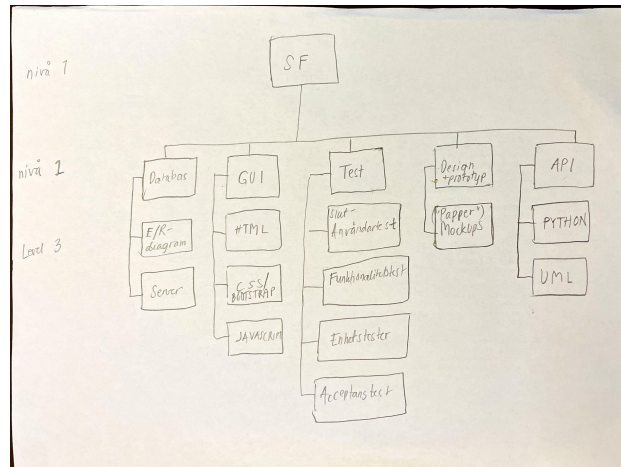 nivå 1
SF
nivå 2
Databas
GUI
Test
Design
+prototyp
API
Level 3
E/R-
diagram
HTML
Slut-
Användartest
("Papper")
Mockups
PYTHON
Server
CSS/
BOOTSTRAP
Funktionalitetstest
UML
JAVASCRIPT
Enhetstester
Acceptanstest